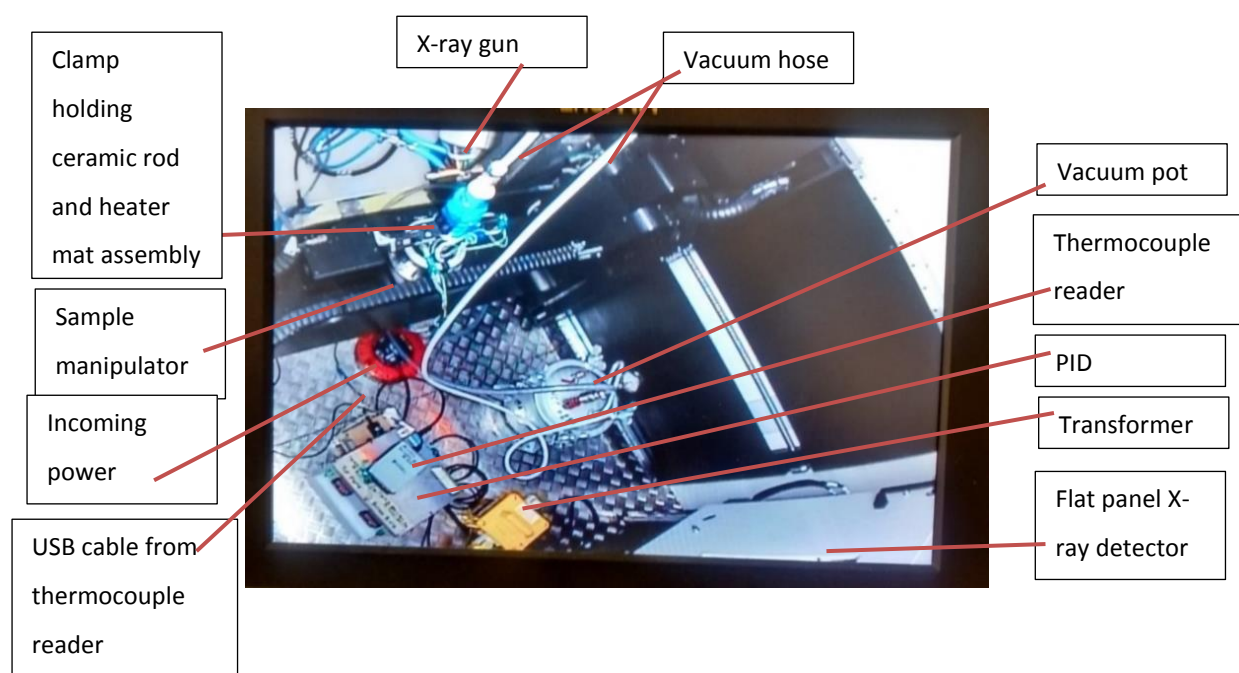 X-ray gun
Vacuum hose
Clamp
holding
ceramic rod
and heater
mat assembly
Vacuum pot
Thermocouple
reader
Sample
manipulator
PID
Transformer
Incoming
power
Flat panel X-
ray detector
USB cable from
thermocouple
reader